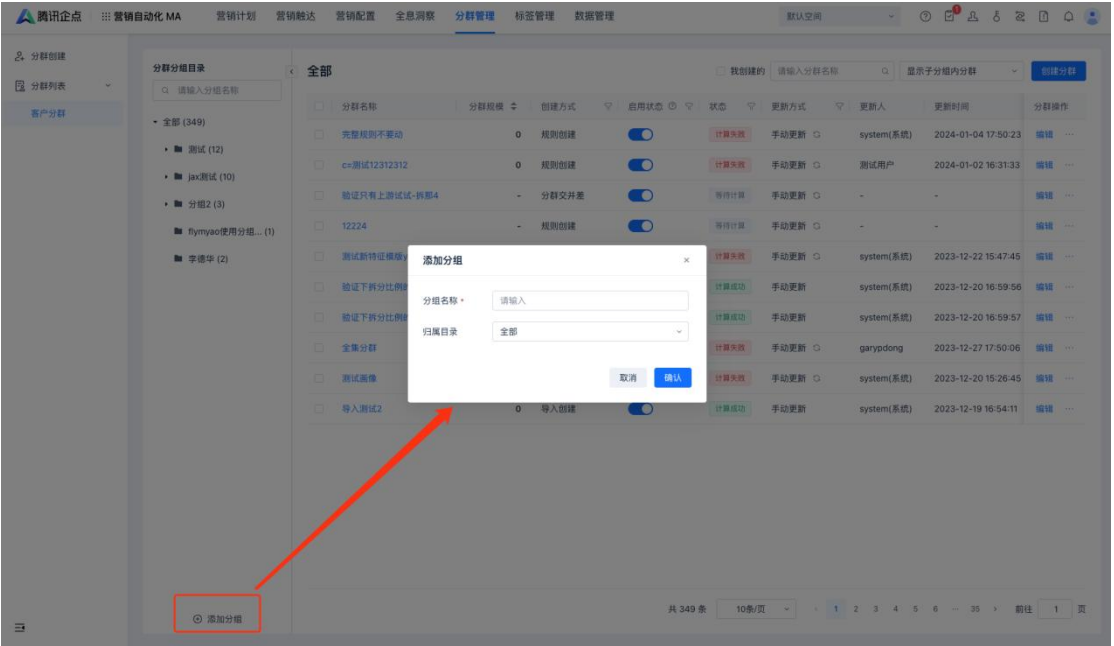 腾讯企点 营销自动化 MA 营销计划 营销触达 营销配置 全息洞察 分群管理 标签管理 数据管理 默认空间 1
分群创建
分群列表
客户分群
分群分组目录
请输入分组名称
全部 (349)
测试 (12)
jax测试 (10)
分组2 (3)
flymyao使用分组... (1)
李德华 (2)
添加分组
全部 我创建的 请输入分群名称 显示子分组内分群 创建分群
分群名称 分群规模 创建方式 启用状态 状态 更新方式 更新人 更新时间 分群操作
完整规则不要动 0 规则创建 计算失败 手动更新 system(系统) 2024-01-04 17:50:23 编辑 ...
c=测试12312312 0 规则创建 计算失败 手动更新 测试用户 2024-01-02 16:31:33 编辑 ...
验证只有上游试试-拆那4 - 分群交并差 等待计算 手动更新 - - 编辑 ...
12224 - 规则创建 等待计算 手动更新 - - 编辑 ...
测试新特征模版y 计算失败 手动更新 system(系统) 2023-12-22 15:47:45 编辑 ...
验证下拆分比例的 计算成功 手动更新 system(系统) 2023-12-20 16:59:56 编辑 ...
验证下拆分比例的 计算成功 手动更新 system(系统) 2023-12-20 16:59:57 编辑 ...
全集分群 计算失败 手动更新 garypdong 2023-12-27 17:50:06 编辑 ...
测试画像 计算失败 手动更新 system(系统) 2023-12-20 15:26:45 编辑 ...
导入测试2 0 导入创建 计算成功 手动更新 system(系统) 2023-12-19 16:54:11 编辑 ...
添加分组 ×
分组名称 * 请输入
归属目录 全部
取消 确认
共 349 条 10条/页 ‹ 1 2 3 4 5 6 ... 35 › 前往 1 页